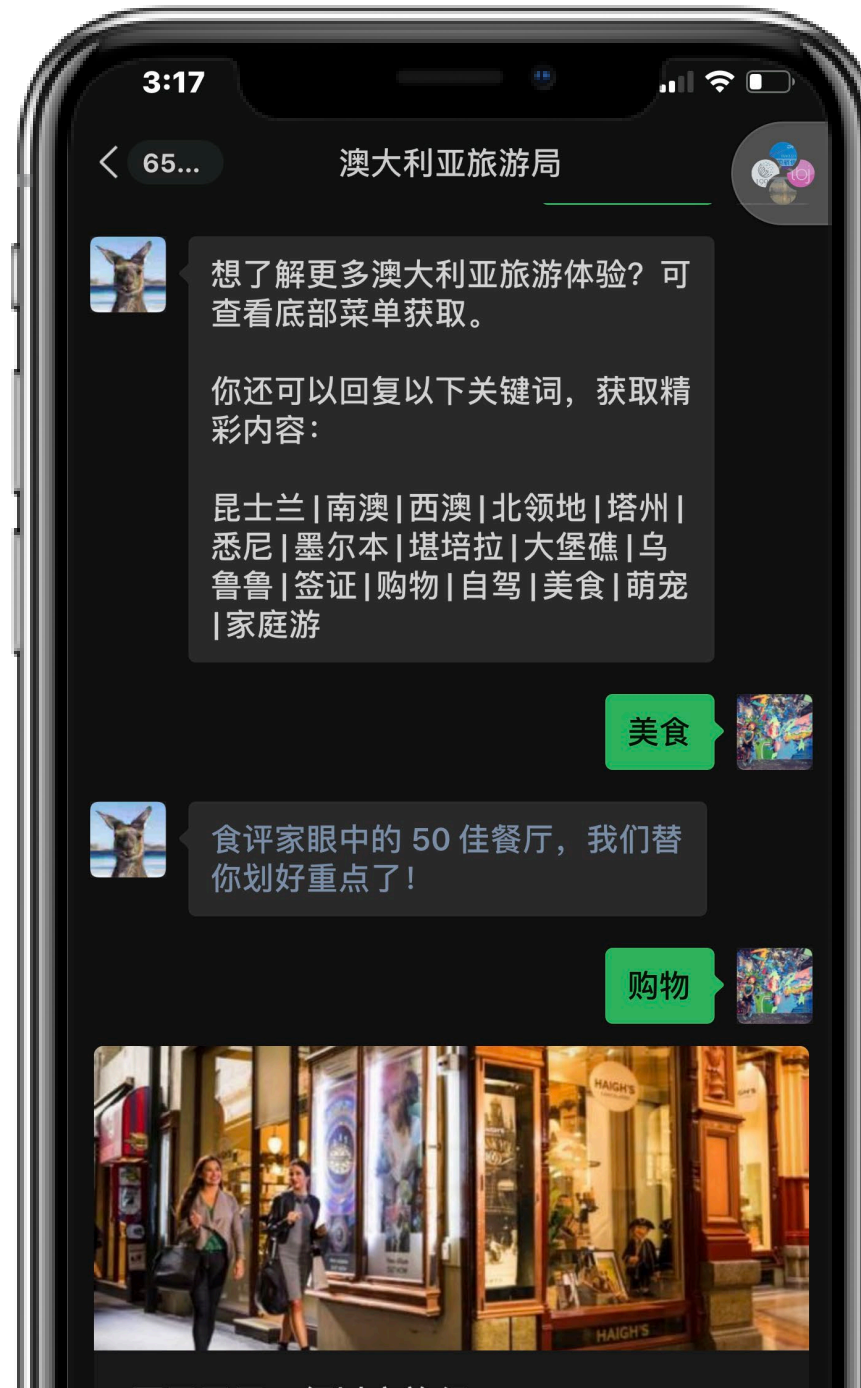 3:17
65...
澳大利亚旅游局
想了解更多澳大利亚旅游体验？可
查看底部菜单获取。
你还可以回复以下关键词，获取精
彩内容：
昆士兰|南澳|西澳|北领地|塔州|
悉尼|墨尔本|堪培拉|大堡礁|乌
鲁鲁|签证|购物|自驾|美食|萌宠
|家庭游
美食
食评家眼中的 50 佳餐厅，我们替
你划好重点了！
购物
HAIGH'S
HAIGH'S